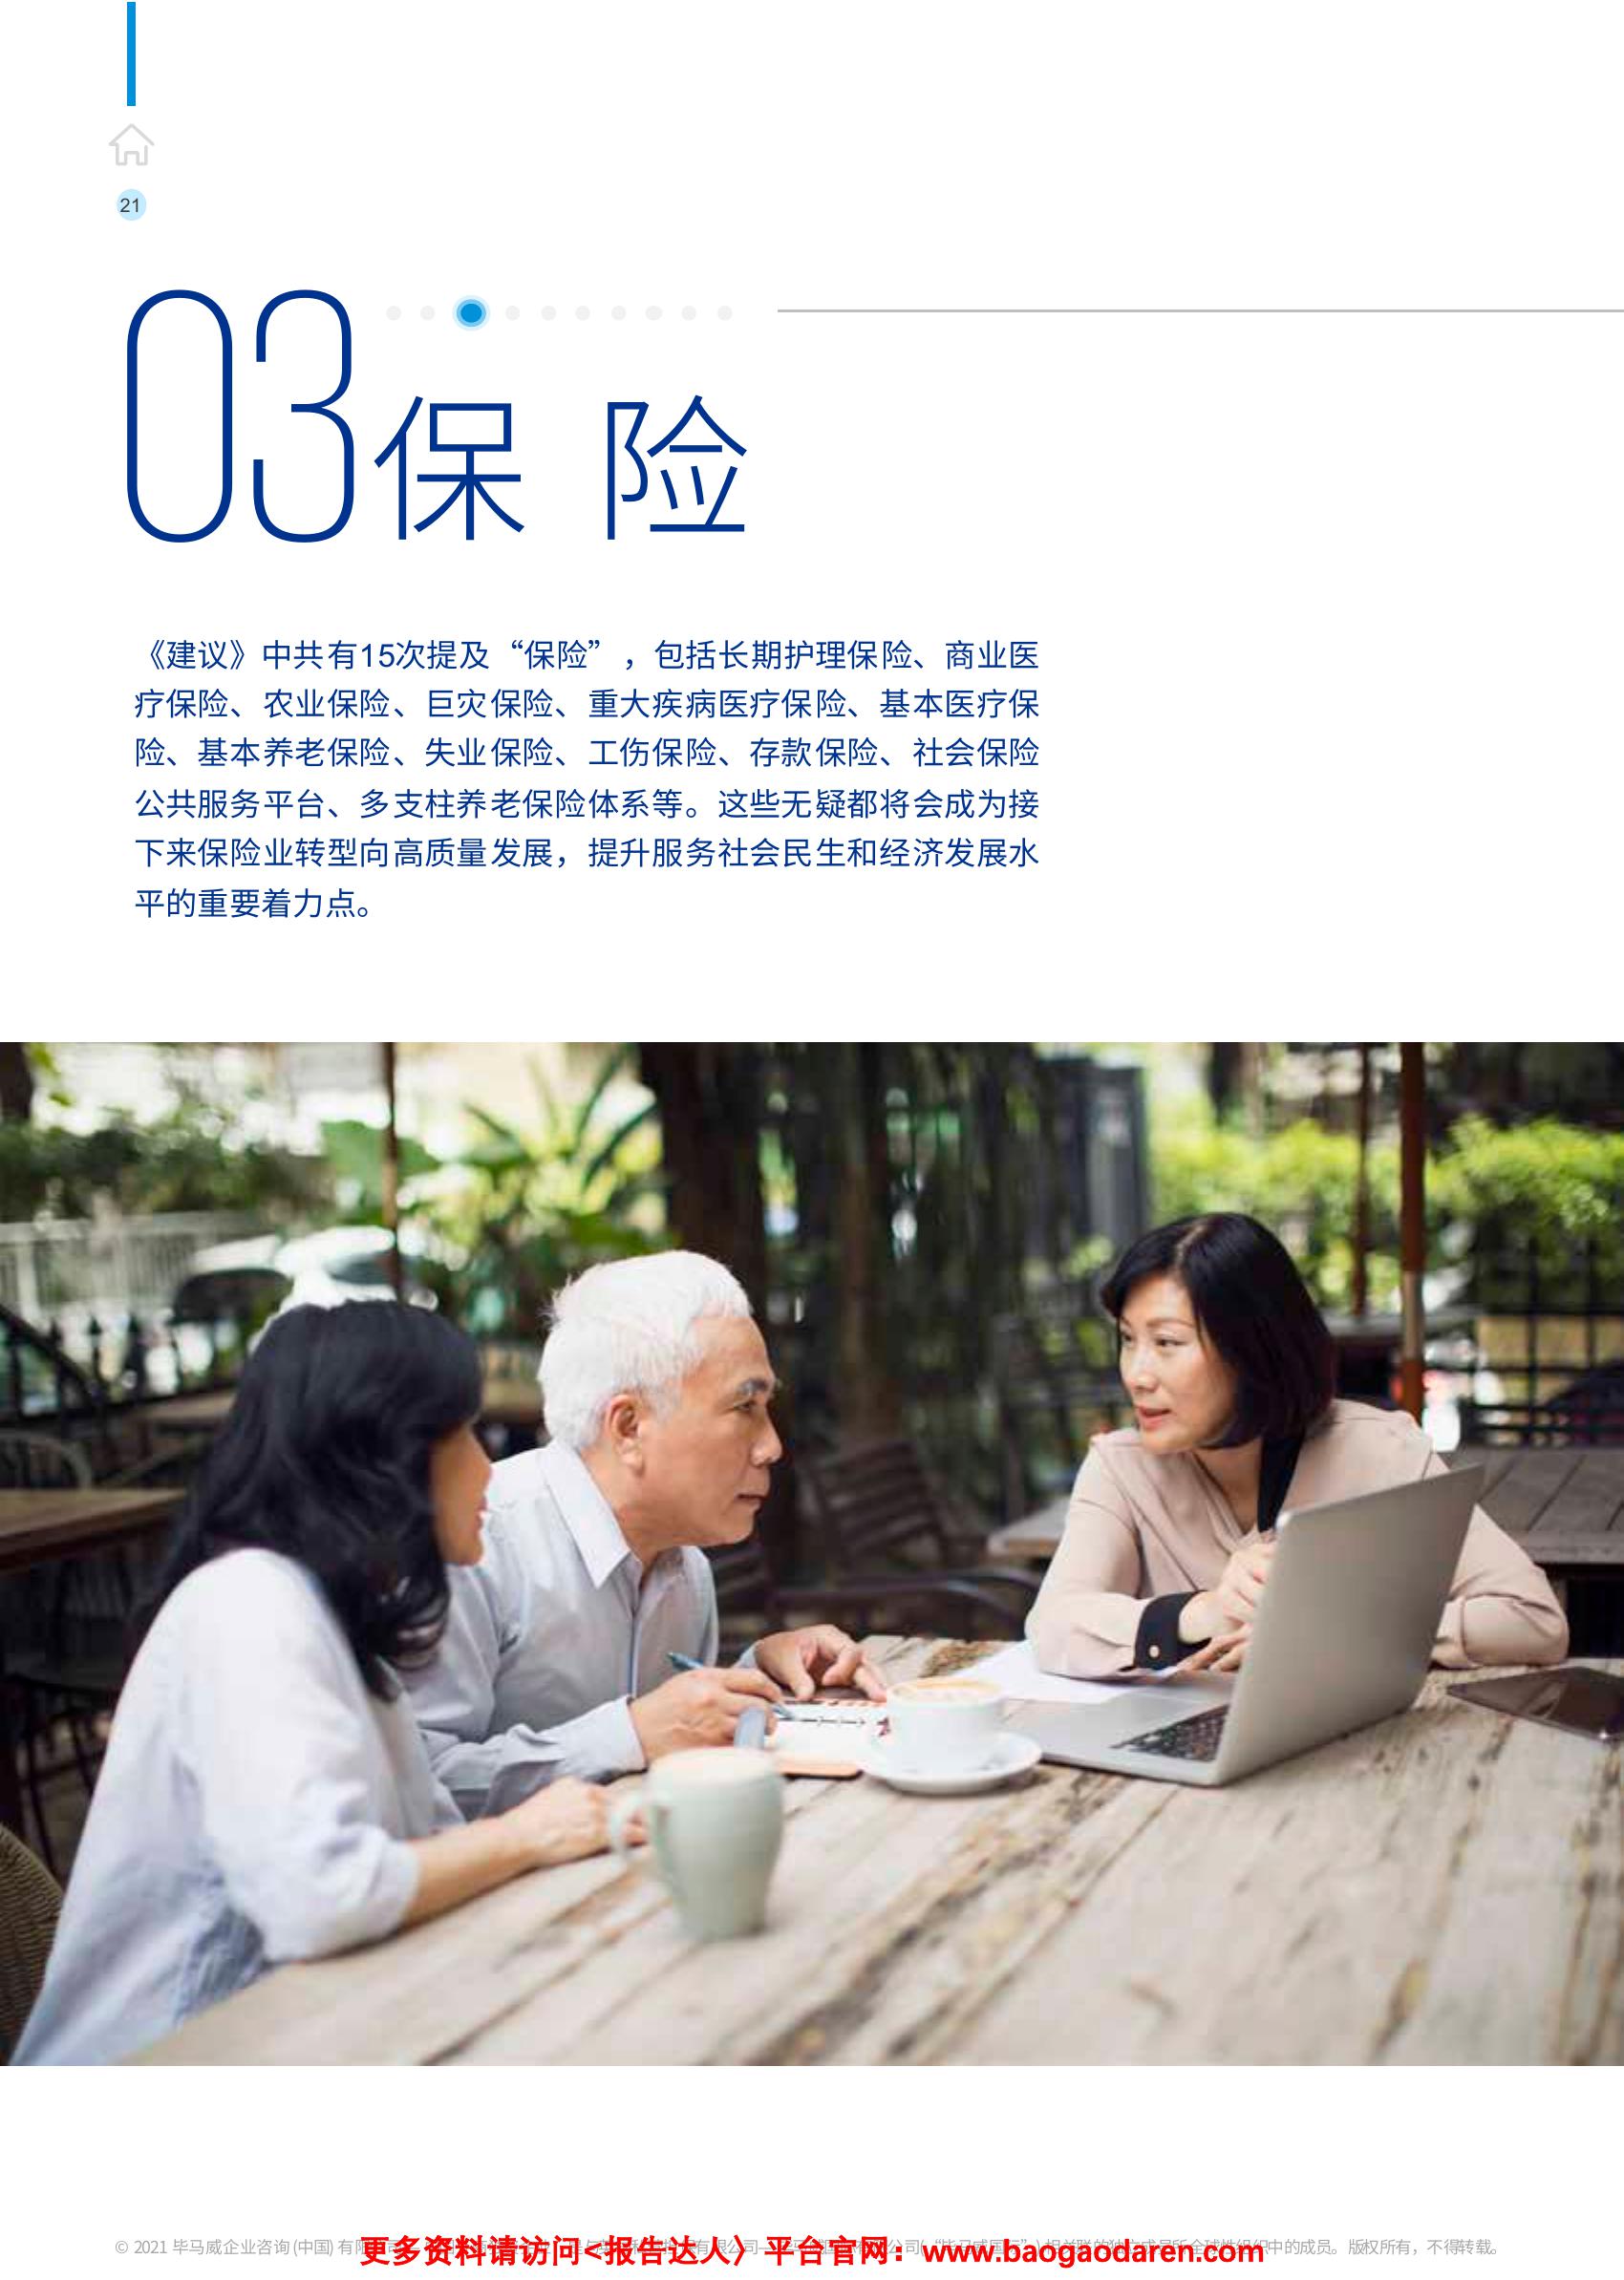 21
03保 险
《建议》中共有15次提及“保险”，包括长期护理保险、商业医
疗保险、农业保险、巨灾保险、重大疾病医疗保险、基本医疗保
险、基本养老保险、失业保险、工伤保险、存款保险、社会保险
公共服务平台、多支柱养老保险体系等。这些无疑都将会成为接
下来保险业转型向高质量发展，提升服务社会民生和经济发展水
平的重要着力点。
© 2021 毕马威企业咨询(中国)有限 组织中的成员。版权所有，不得转载。
更多资料请访问<报告达人〉平台官网：www.baogaodaren.com